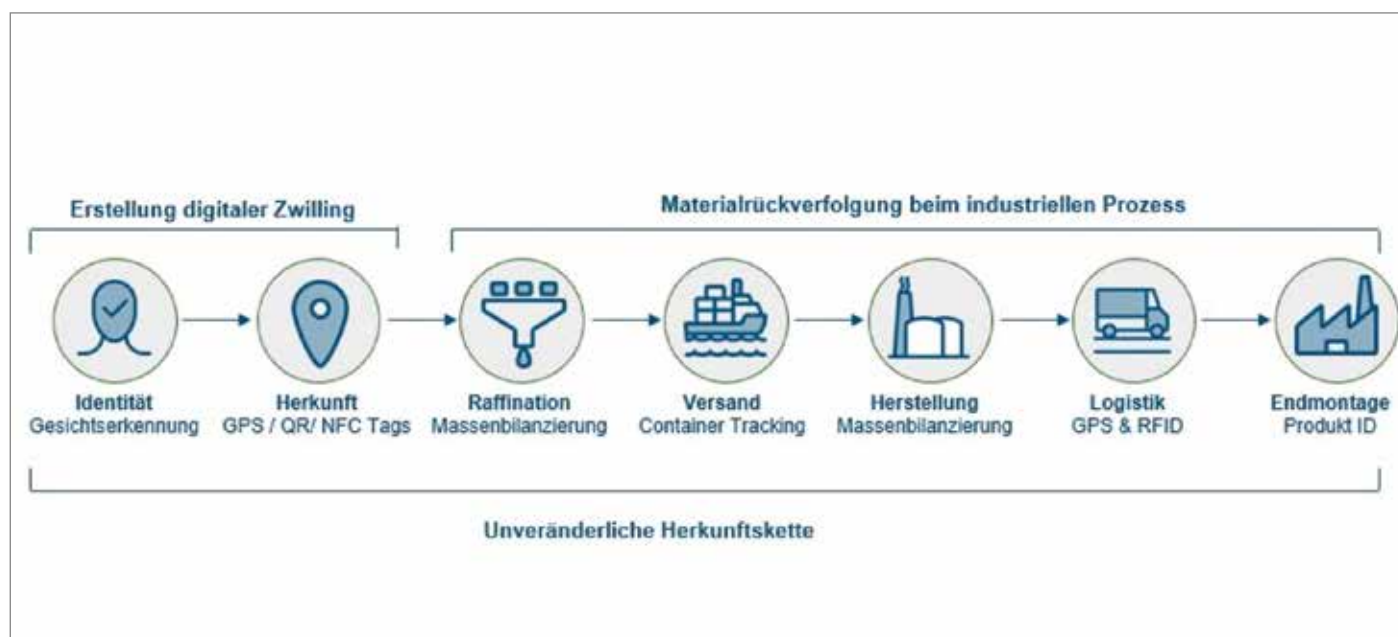 Erstellung digitaler Zwilling
Materialrückverfolgung beim industriellen Prozess
Identität
Gesichtserkennung
Herkunft
GPS / QR/ NFC Tags
Raffination
Massenbilanzierung
Versand
Container Tracking
Herstellung
Massenbilanzierung
Logistik
GPS & RFID
Endmontage
Produkt ID
Unveränderliche Herkunftskette